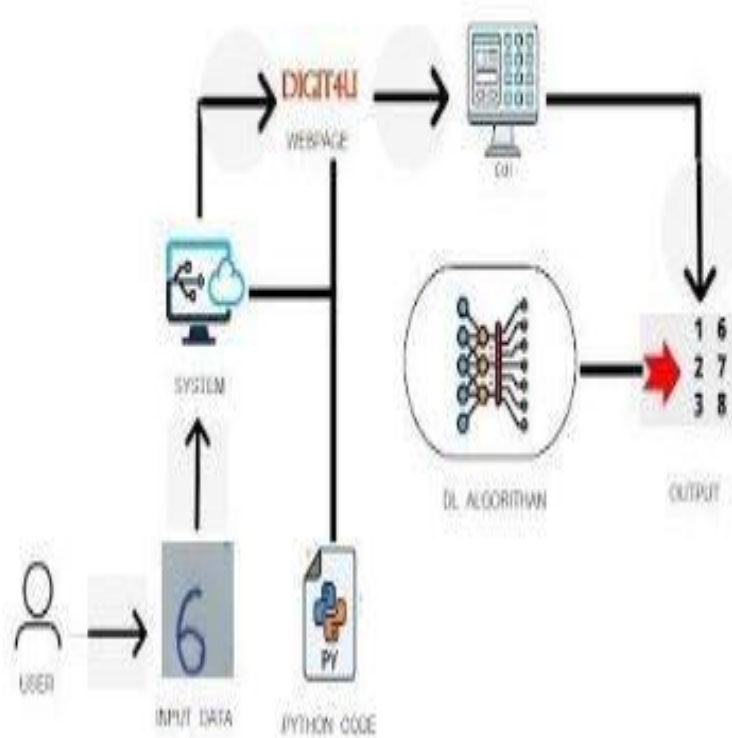 DIGIT4U
WEBPAGE
GUI
SYSTEM
1 6
2 7
3 8
DL ALGORITHAN
OUTPUT
6
PY
USER
INPUT DATA
PYTHON CODE